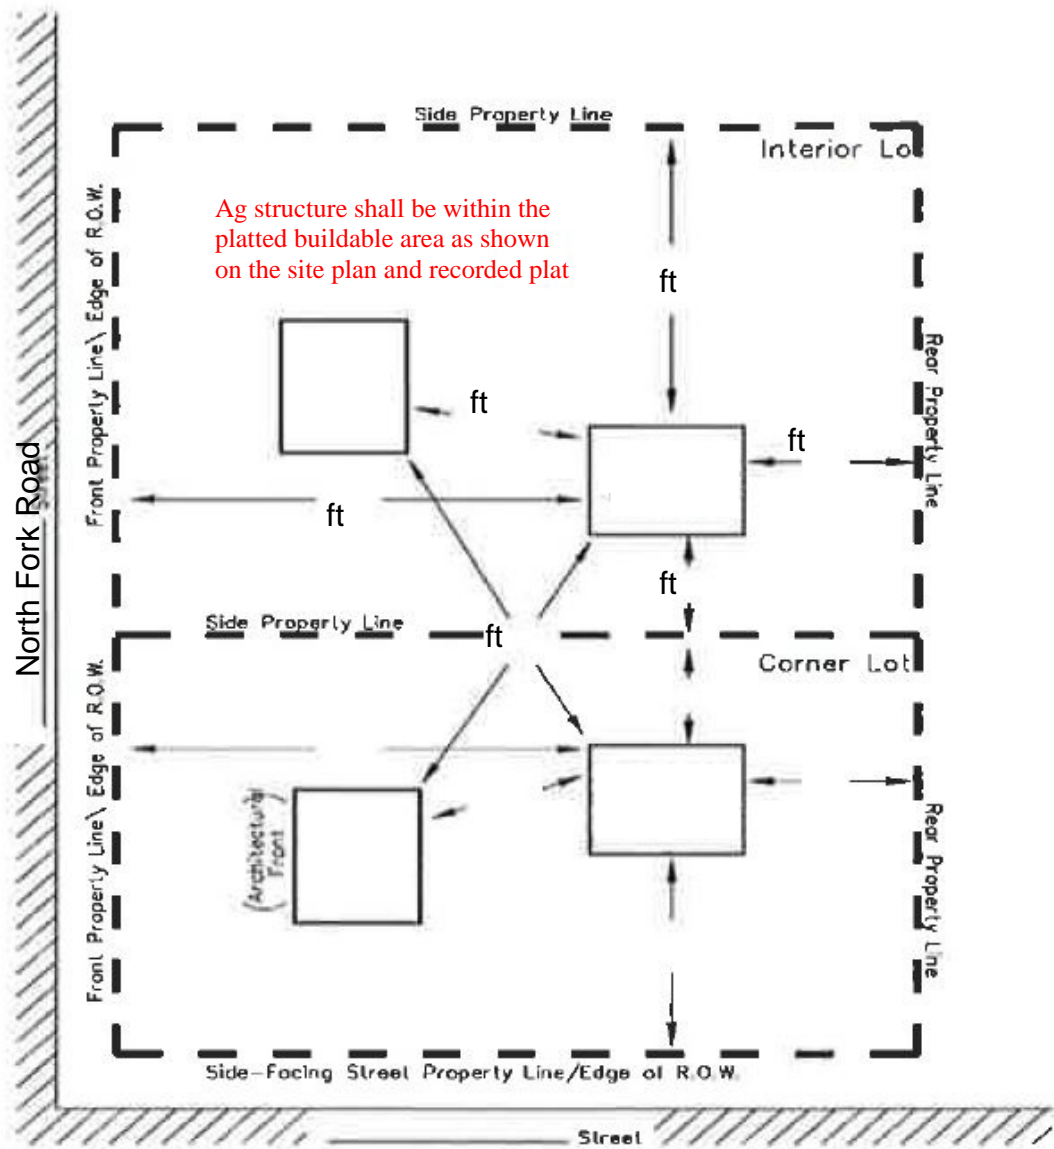 Side Property Line
Interior Lo
Ag structure shall be within the
platted buildable area as shown
on the site plan and recorded plat
Front Property Line\ Edge of R.O.W.
North Fork Road
ft
ft
ft
ft
ft
ft
Rear Property Line
Side Property Line
Corner Lot
Front Property Line\ Edge of R.O.W.
(Architectural
Front)
Rear Property Line
Side-Facing Street Property Line/Edge of R.O.W.
Street